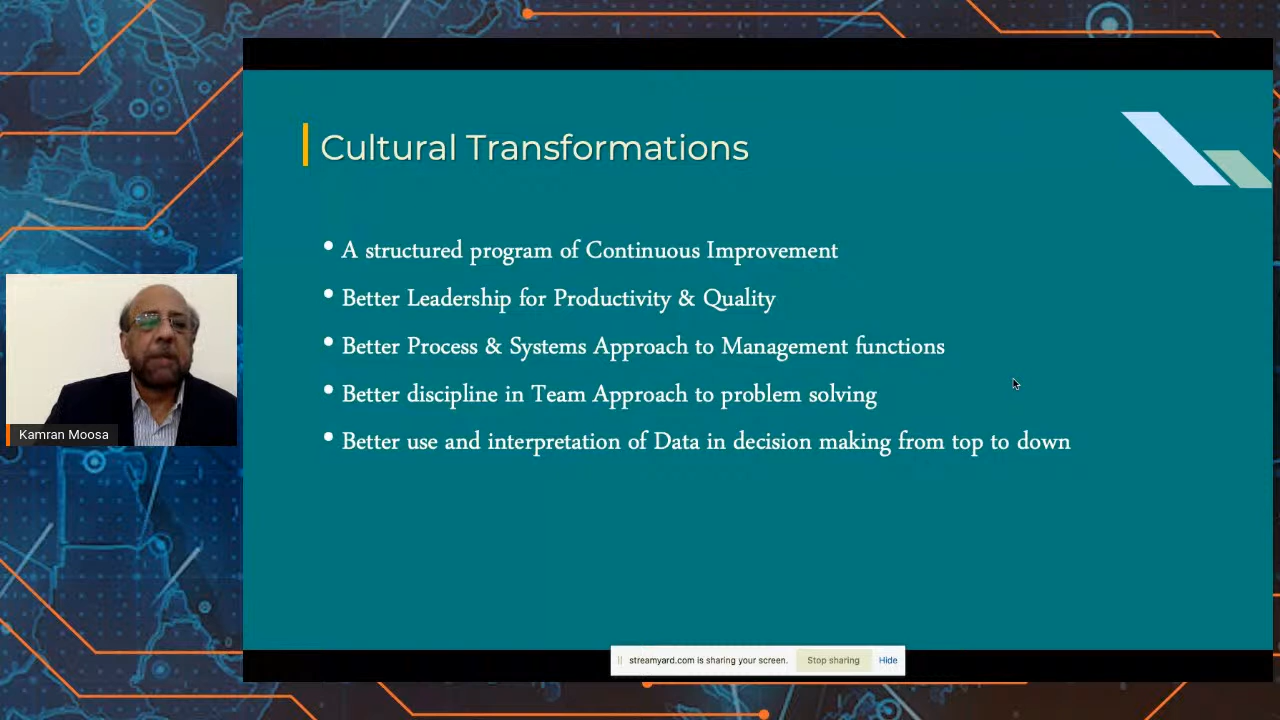 Cultural Transformations
• A structured program of Continuous Improvement
• Better Leadership for Productivity & Quality
• Better Process & Systems Approach to Management functions
• Better discipline in Team Approach to problem solving
• Better use and interpretation of Data in decision making from top to down
Kamran Moosa
streamyard.com is sharing your screen. Stop sharing Hide